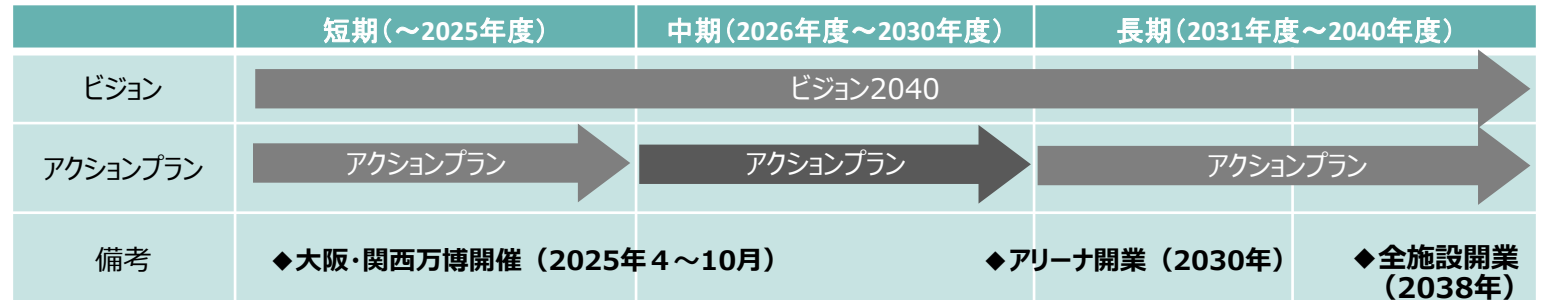 短期（～2025年度） 中期（2026年度～2030年度） 長期（2031年度～2040年度）
ビジョン ビジョン2040
アクションプラン アクションプラン アクションプラン アクションプラン
備考 ◆大阪・関西万博開催（2025年４～10月） ◆アリーナ開業（2030年） ◆全施設開業
（2038年）